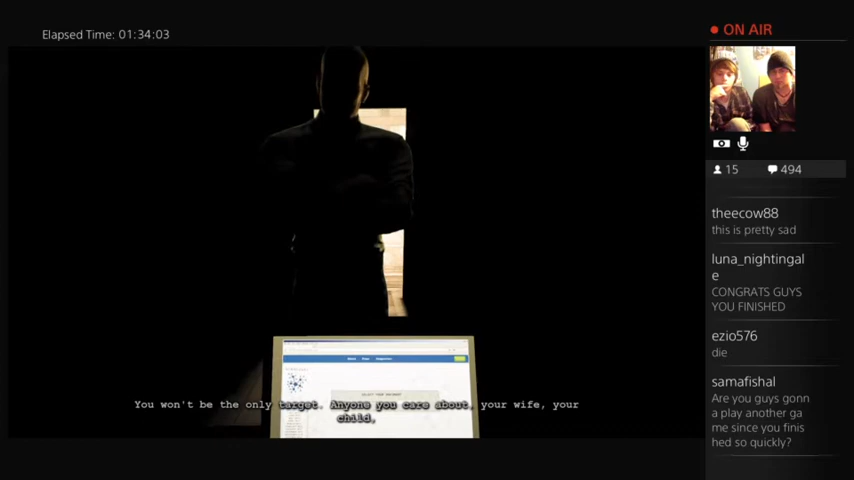 Elapsed Time: 01:34:03
ON AIR
15
494
theecow88
this is pretty sad
luna_nightingal
e
CONGRATS GUYS
YOU FINISHED
ezio576
die
samafishal
Are you guys gonn
a play another ga
me since you finis
hed so quickly?
You won't be the only target. Anyone you care about, your wife, your
child,